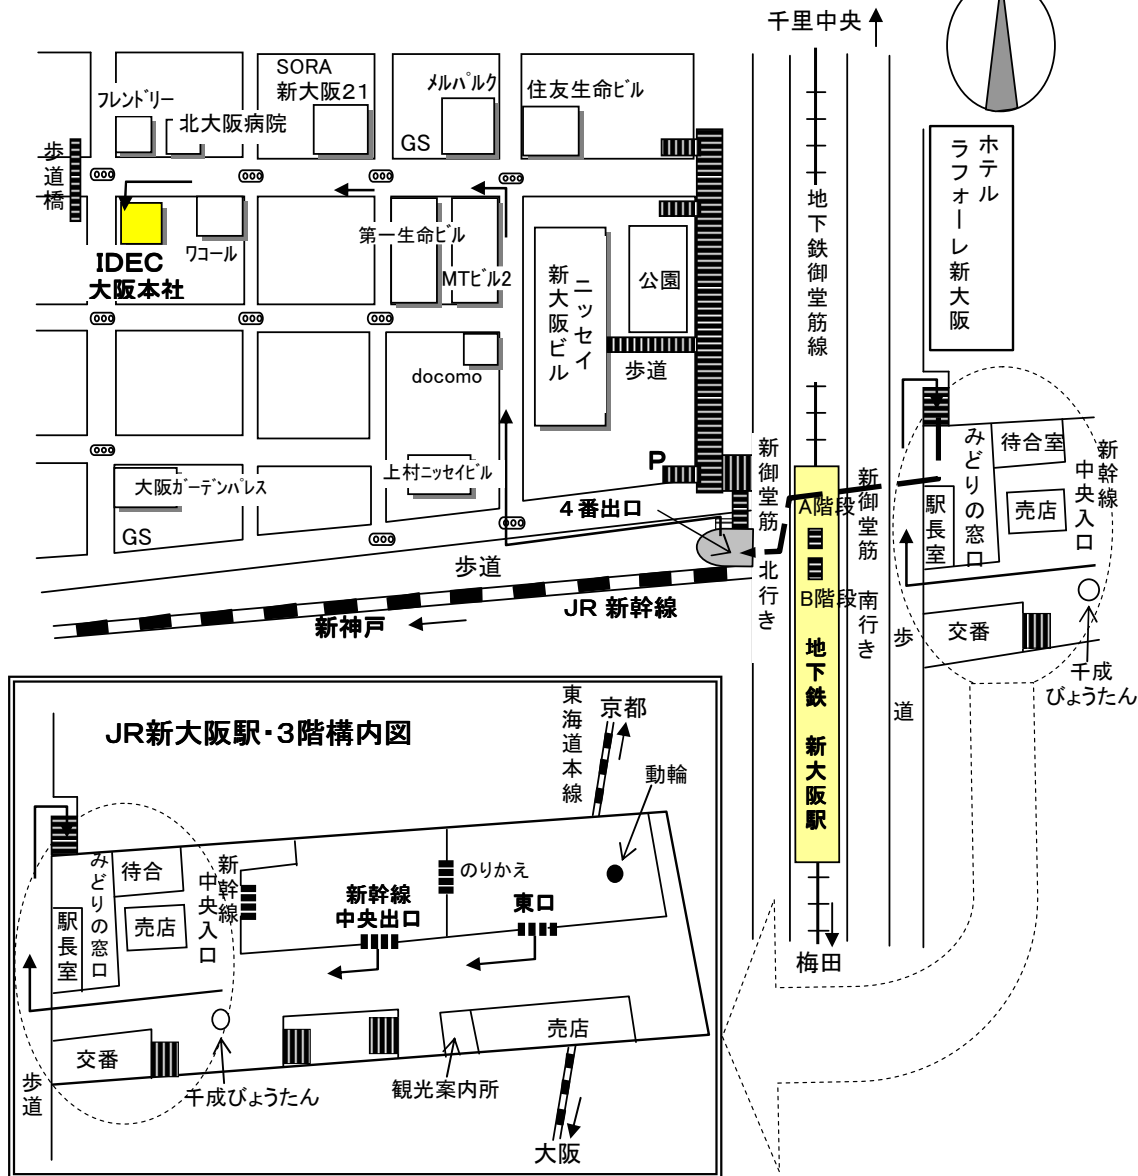 千里中央
SORA
新大阪21
フレンドリー
北大阪病院
メルパルク
住友生命ビル
GS
歩道橋
ホテル
ラフォーレ新大阪
地下鉄御堂筋線
IDEC
大阪本社
ワコール
第一生命ビル
MTビル2
ニッセイ
新大阪ビル
公園
歩道
docomo
上村ニッセイビル
大阪ガーデンパレス
GS
P
4番出口
歩道
JR 新幹線
新神戸
新御堂筋 北行き
A階段
B階段
新御堂筋 南行き
地下鉄 新大阪駅
梅田
歩道
みどりの窓口
待合室
売店
駅長室
新幹線
中央入口
交番
千成
びょうたん
JR新大阪駅・3階構内図
東海道本線
京都
動輪
のりかえ
新幹線
中央出口
東口
みどりの窓口
待合
売店
駅長室
新幹線
中央入口
交番
歩道
千成びょうたん
観光案内所
売店
大阪